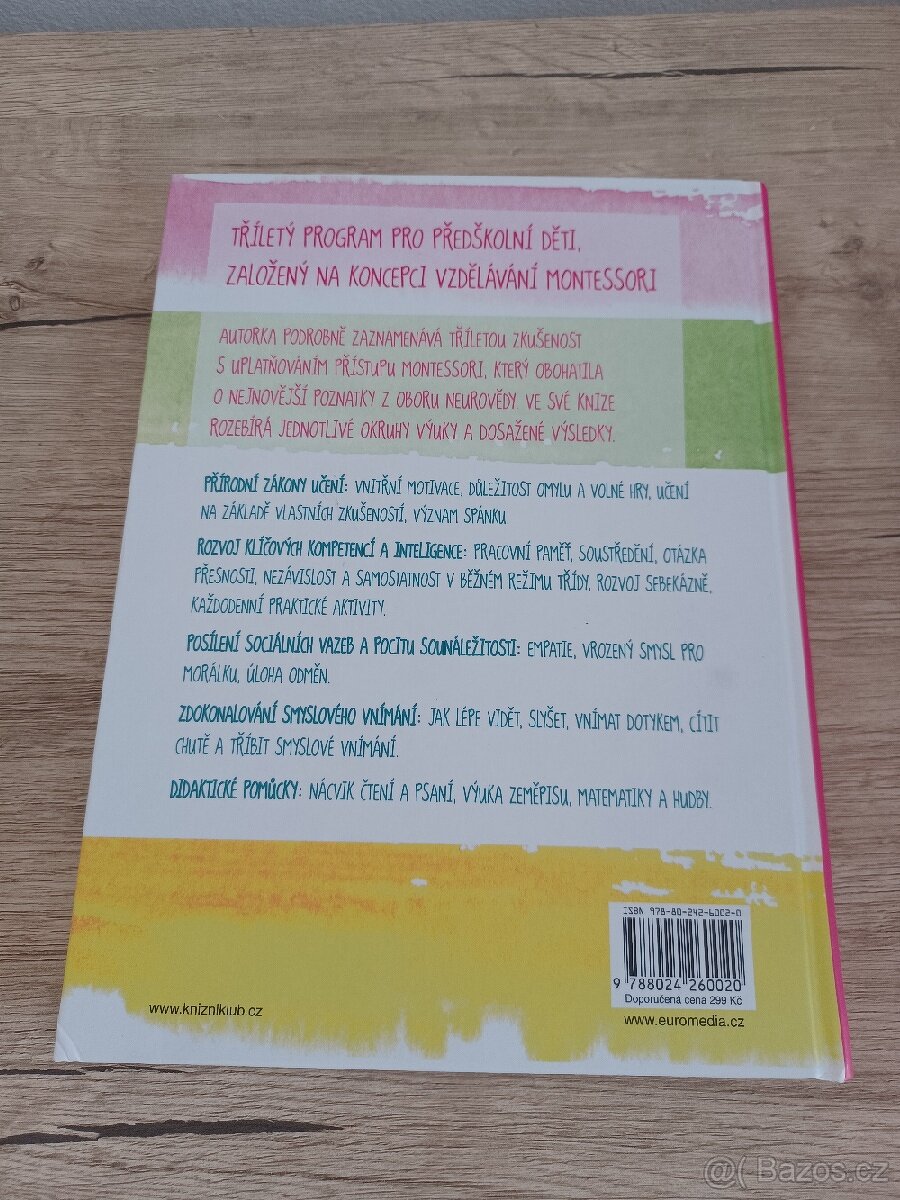 TŘÍLETÝ PROGRAM PRO PŘEDŠKOLNÍ DĚTI,
ZALOŽENÝ NA KONCEPCI VZDĚLÁVÁNÍ MONTESSORI
AUTORKA PODROBNĚ ZAZNAMENÁVÁ TŘÍLETOU ZKUŠENOST
S UPLATŇOVÁNÍM PŘÍSTUPU MONTESSORI, KTERÝ OBOHATILA
O NEJNOVĚJŠÍ POZNATKY Z OBORU NEUROVĚDY. VE SVÉ KNIZE
ROZEBÍRÁ JEDNOTLIVÉ OKRUHY VÝUKY A DOSAŽENÉ VÝSLEDKY.
PŘÍRODNÍ ZÁKONY UČENÍ: VNITŘNÍ MOTIVACE, DŮLEŽITOST OMYLU A VOLNÉ HRY, UČENÍ
NA ZÁKLADĚ VLASTNÍCH ZKUŠENOSTÍ, VÝZNAM SPÁNKU
ROZVOJ KLÍČOVÝCH KOMPETENCÍ A INTELIGENCE: PRACOVNÍ PAMĚŤ, SOUSTŘEDĚNÍ, OTÁZKA
PŘESNOSTI, NEZÁVISLOST A SAMOSTATNOST V BĚŽNÉM REŽIMU TŘÍDY, ROZVOJ SEBEKÁZNĚ,
KAŽDODENNÍ PRAKTICKÉ AKTIVITY.
POSÍLENÍ SOCIÁLNÍCH VAZEB A POCITU SOUNÁLEŽITOSTI: EMPATIE, VROZENÝ SMYSL PRO
MORÁLKU, ÚLOHA ODMĚN.
ZDOKONALOVÁNÍ SMYSLOVÉHO VNÍMÁNÍ: JAK LÉPE VIDĚT, SLYŠET, VNÍMAT DOTYKEM, CÍTIT
CHUTĚ A TŘÍBIT SMYSLOVÉ VNÍMÁNÍ.
DIDAKTICKÉ POMŮCKY: NÁCVIK ČTENÍ A PSANÍ, VÝUKA ZEMĚPISU, MATEMATIKY A HUDBY.
ISBN 978-80-242-6002-0
9 788024 260020
Doporučená cena 299 Kč
www.knizniklub.cz
www.euromedia.cz
@( Bazos.cz